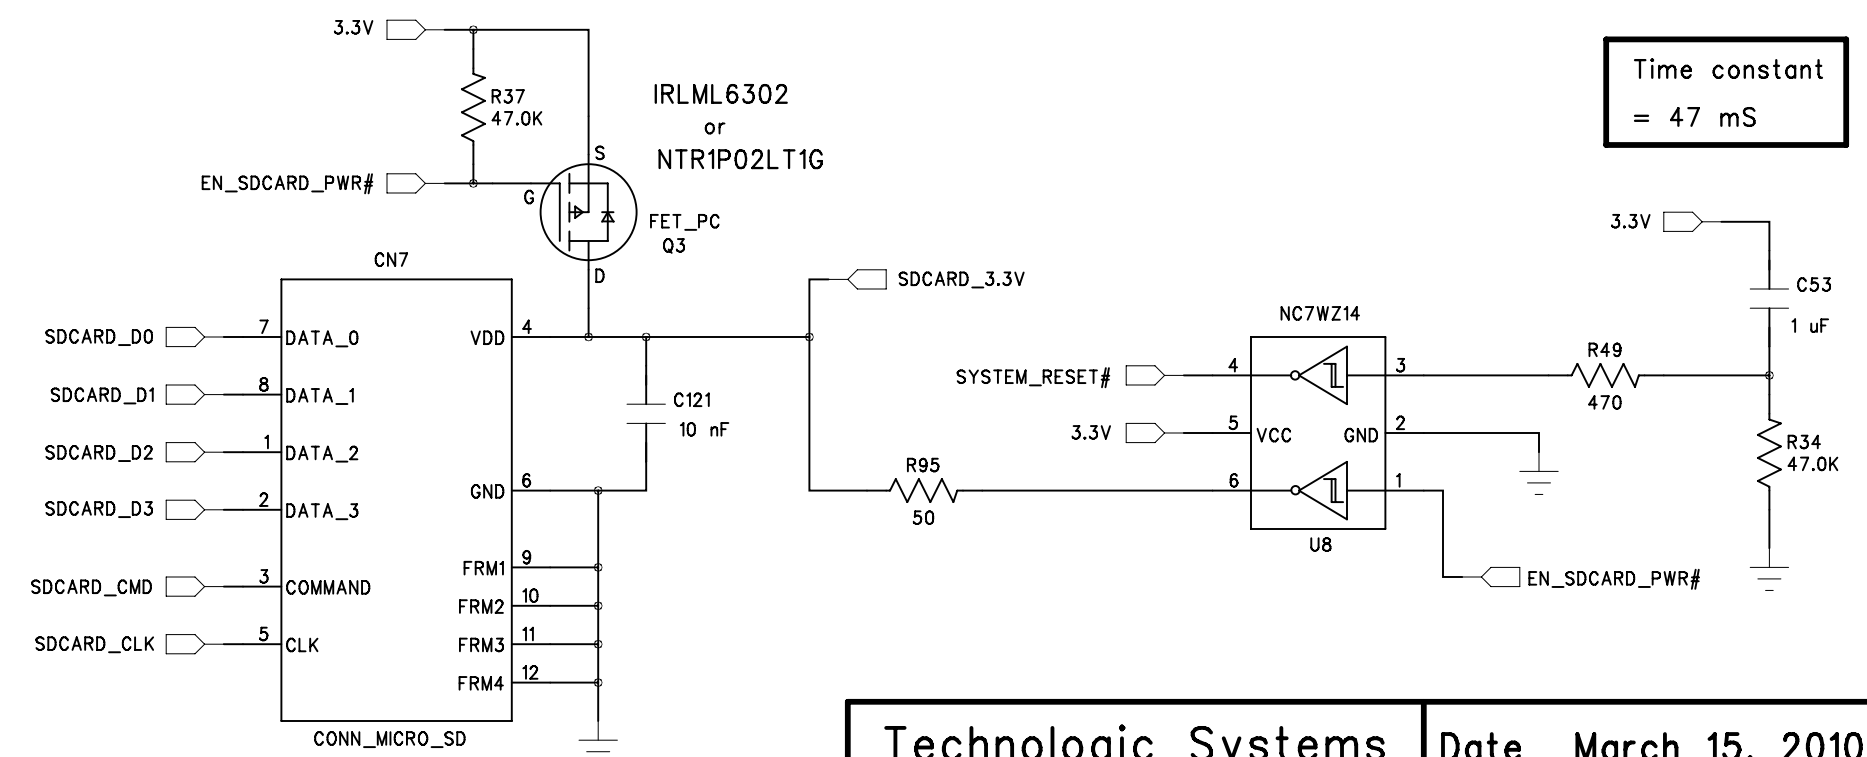 3.3V
R37
47.0K
IRLML6302
or
NTR1P02LT1G
EN_SDCARD_PWR#
S
G
D
FET_PC
Q3
Time constant
= 47 mS
CN7
SDCARD_D0
7
DATA_0
SDCARD_D1
8
DATA_1
SDCARD_D2
1
DATA_2
SDCARD_D3
2
DATA_3
SDCARD_CMD
3
COMMAND
SDCARD_CLK
5
CLK
VDD
4
GND
6
FRM1
9
FRM2
10
FRM3
11
FRM4
12
CONN_MICRO_SD
C121
10 nF
SDCARD_3.3V
R95
50
NC7WZ14
SYSTEM_RESET#
4
3
3.3V
5
VCC
GND
2
6
1
U8
EN_SDCARD_PWR#
R49
470
3.3V
C53
1 uF
R34
47.0K
Technologic Systems
Date March 15, 2010